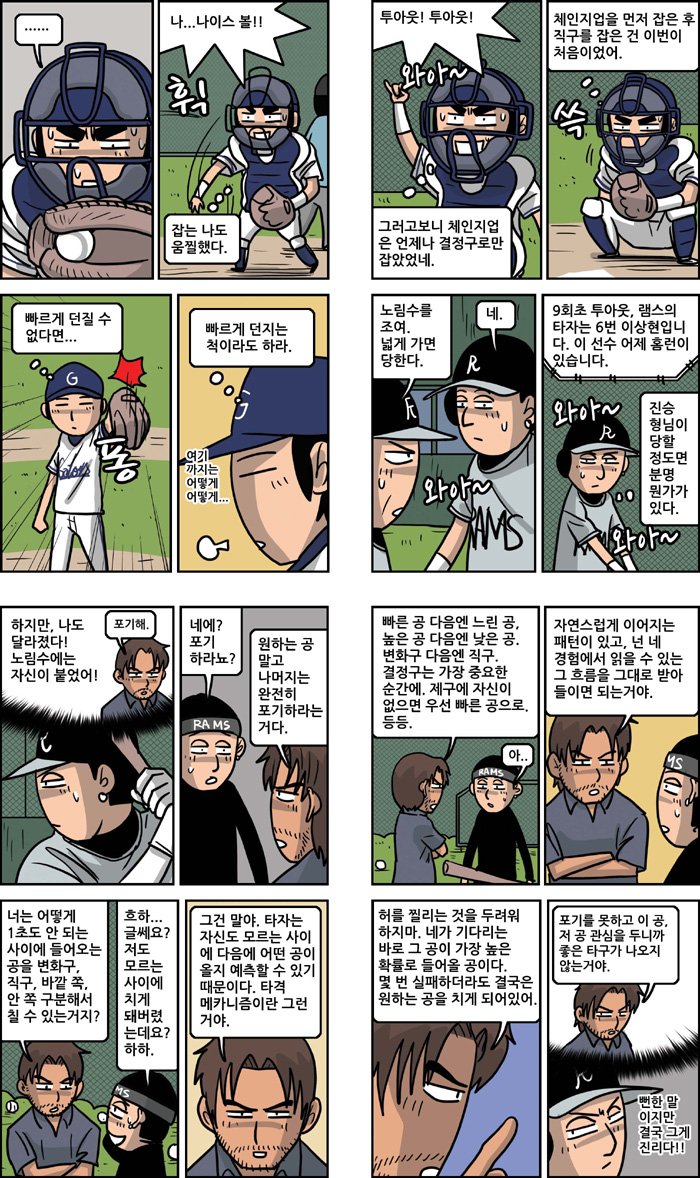 ......
나...나이스 볼!!
휙
잡는 나도
움찔했다.
투아웃! 투아웃!
와아~
그러고보니 체인지업
은 언제나 결정구로만
잡았었네.
체인지업을 먼저 잡은 후
직구를 잡은 건 이번이
처음이었어.
쓱
빠르게 던질 수
없다면...
G
퐁
빠르게 던지는
척이라도 하라.
여기
까지는
어떻게
어떻게...
노림수를
조여.
넓게 가면
당한다.
네.
R
와아~
RAMS
9회초 투아웃, 램스의
타자는 6번 이상현입니
다. 이 선수 어제 홈런이
있습니다.
와아~
R
진승
형님이
당할
정도면
분명
뭔가가
있다.
와아~
하지만, 나도
달라졌다!
노림수에는
자신이 붙었어!
포기해.
네에?
포기
하라뇨?
원하는 공
말고
나머지는
완전히
포기하라는
거다.
RAMS
빠른 공 다음엔 느린 공,
높은 공 다음엔 낮은 공.
변화구 다음엔 직구.
결정구는 가장 중요한
순간에. 제구에 자신이
없으면 우선 빠른 공으로.
등등.
아..
RAMS
자연스럽게 이어지는
패턴이 있고, 넌 네
경험에서 읽을 수 있는
그 흐름을 그대로 받아
들이면 되는거야.
MS
너는 어떻게
1초도 안 되는
사이에 들어오는
공을 변화구,
직구, 바깥 쪽,
안 쪽 구분해서
칠 수 있는거지?
흐하...
글쎄요?
저도
모르는
사이에
치게
돼버렸
는데요?
하하.
AMS
그건 말야. 타자는
자신도 모르는 사이
에 다음에 어떤 공이
올지 예측할 수 있기
때문이다. 타격
메카니즘이란 그런
거야.
허를 찔리는 것을 두려워
하지마. 네가 기다리는
바로 그 공이 가장 높은
확률로 들어올 공이다.
몇 번 실패하더라도 결국은
원하는 공을 치게 되어있어.
포기를 못하고 이 공,
저 공 관심을 두니까
좋은 타구가 나오지
않는거야.
R
뻔한 말
이지만
결국 그게
진리다!!